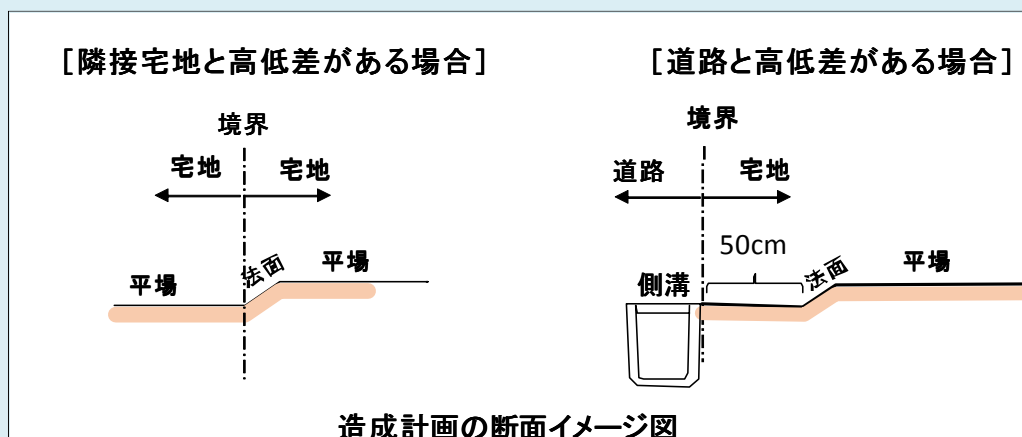 [隣接宅地と高低差がある場合]
境界
宅地
宅地
平場
法面
平場
[道路と高低差がある場合]
境界
道路
宅地
50cm
側溝
法面
平場
造成計画の断面イメージ図